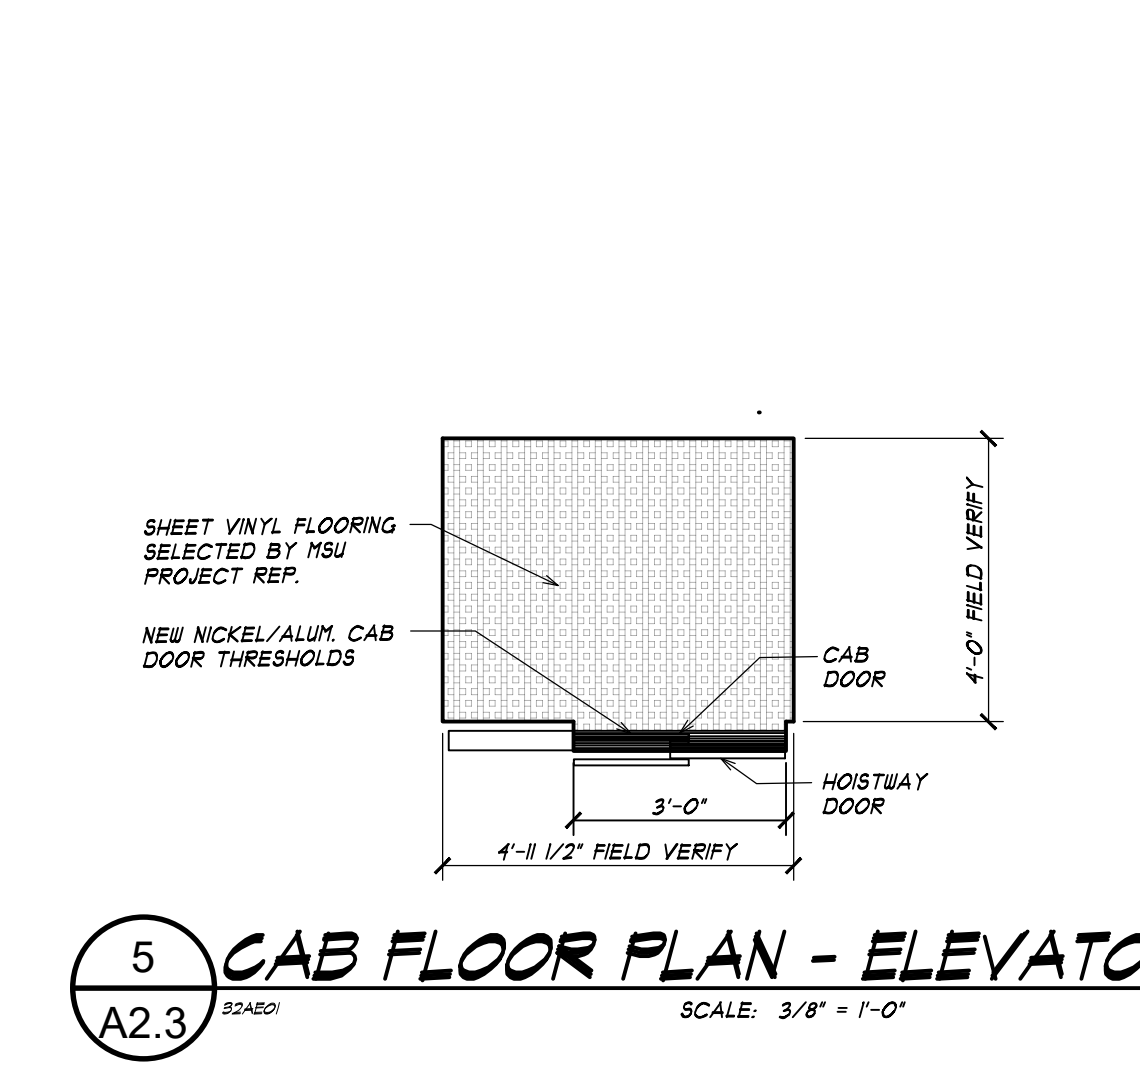 SHEET VINYL FLOORING
SELECTED BY MSU
PROJECT REP.
NEW NICKEL/ALUM. CAB
DOOR THRESHOLDS
CAB
DOOR
4'-0" FIELD VERIFY
HOISTWAY
DOOR
3'-0"
4'-11 1/2" FIELD VERIFY
5
A2.3
CAB FLOOR PLAN - ELEVATO
32AE01
SCALE: 3/8" = 1'-0"